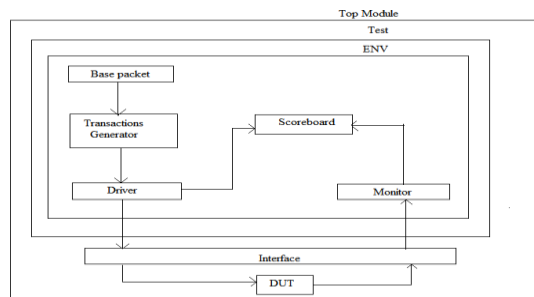 Top Module
Test
ENV
Base packet
Transactions
Generator
Scoreboard
Driver
Monitor
Interface
DUT